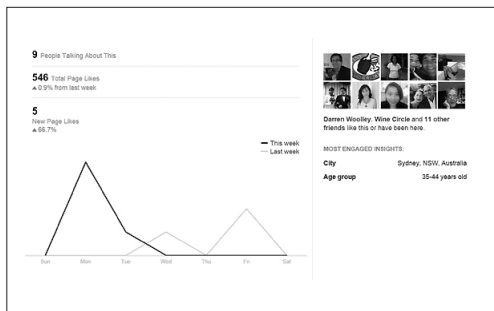 9 People Talking About This
546 Total Page Likes
▲ 0.9% from last week
5
New Page Likes
▲ 66.7%
This week
Last week
Sun Mon Tue Wed Thu Fri Sat
Darren Woolley, Wine Circle and 11 other
friends like this or have been here.
MOST ENGAGED INSIGHTS:
City Sydney, NSW, Australia
Age group 35-44 years old